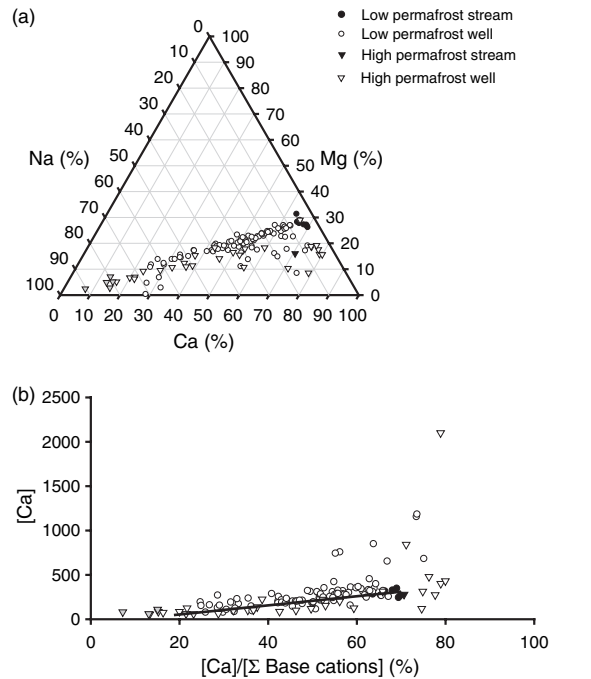 (a)
Low permafrost stream
Low permafrost well
High permafrost stream
High permafrost well
0 100
10 90
20 80
30 70
40 60
Na (%) 50 50 Mg (%)
60 40
70 30
80 20
90 10
100 0
0 10 20 30 40 50 60 70 80 90 100
Ca (%)
(b)
2500
2000
1500
1000
500
0
[Ca]
0 20 40 60 80 100
[Ca]/[Σ Base cations] (%)